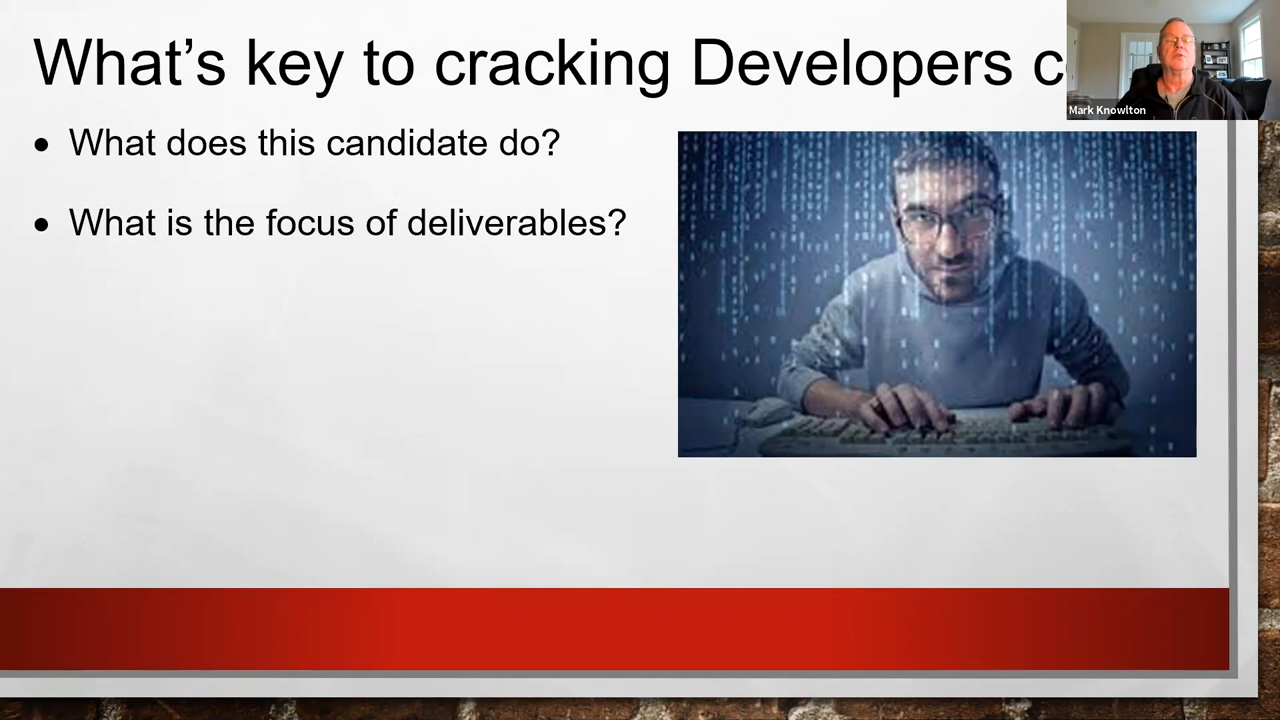 What’s key to cracking Developers
Mark Knowlton
• What does this candidate do?
• What is the focus of deliverables?